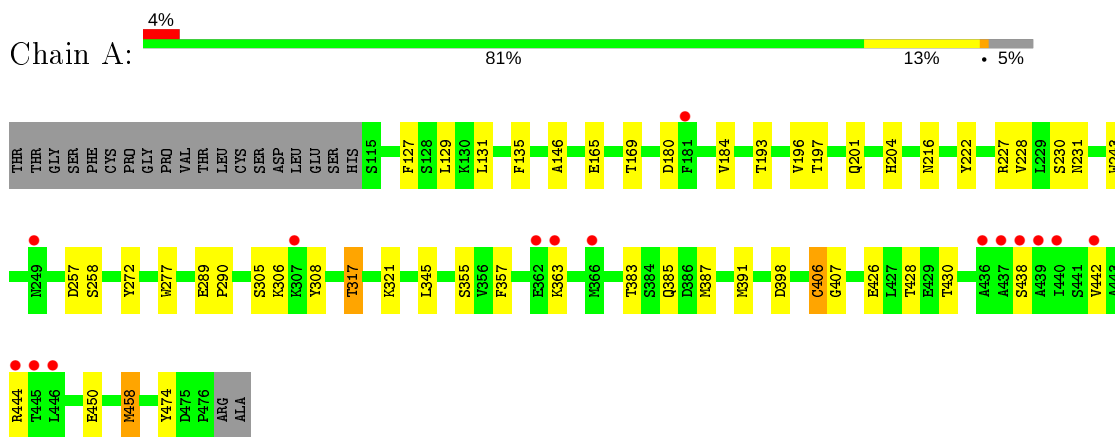 4%
Chain A:
81% 13% • 5%
THR THR GLY SER PHE CYS PRO GLY PRO VAL THR LEU CYS SER ASP LEU GLU SER HIS S115 F127 S128 L129 K130 L131 F135 A146 E165 T169 D180 F181 V184 T193 V196 T197 Q201 H204 N216 Y222 R227 V228 L229 S230 N231
N249 D257 S258 Y272 W277 E289 P290 S305 K306 K307 Y308 T317 K321 L345 S355 V356 F357 E362 K363 M366 T383 S384 Q385 D386 M387 M391 D398 C406 G407 E426 L427 T428 E429 T430 A436 A437 S438 A439 I440 S441 V442 A443
R444 T445 L446 E450 M458 Y474 D475 P476 ARG ALA